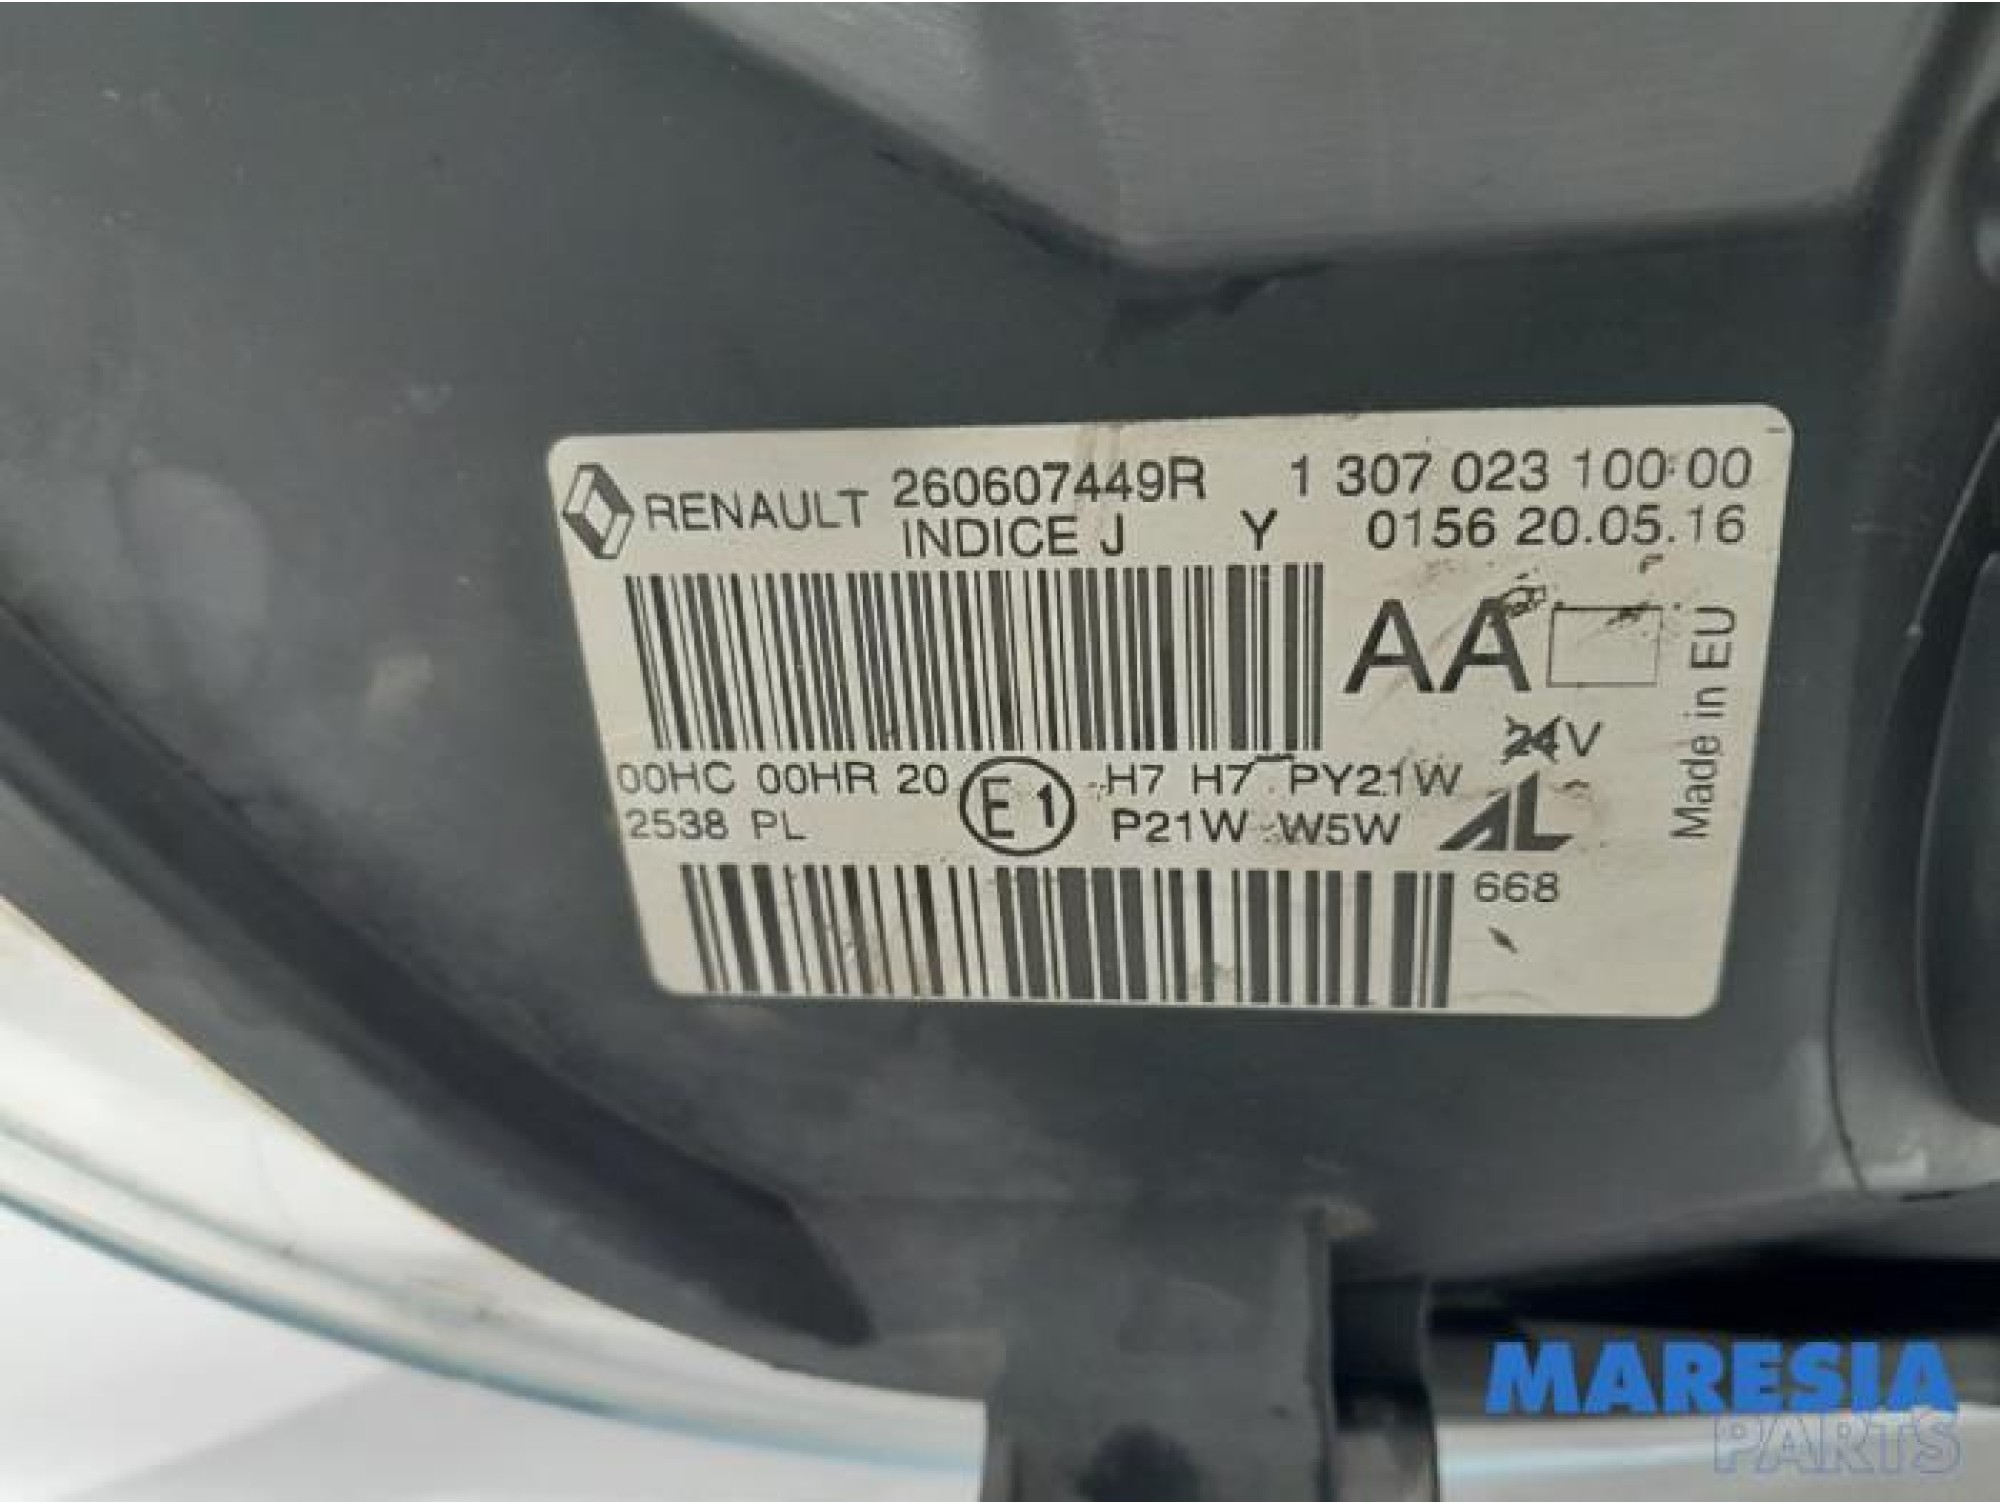 RENAULT 260607449R 1 307 023 100:00
INDICE J Y 0156 20.05.16
AA
Made in EU
24V
00HC 00HR 20 E1 H7 H7 PY21W
2538 PL P21W W5W AL
668
MARESIA
PARTS